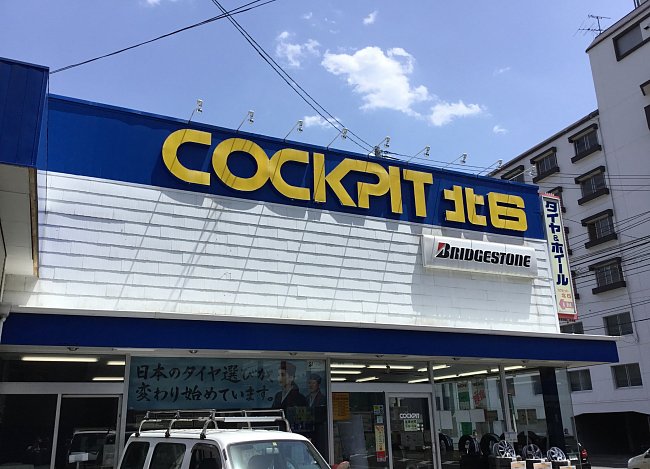 COCKPIT 北白
BRIDGESTONE
タイヤ&ホイール
日本のタイヤ選びが、
変わり始めています。
COCKPIT